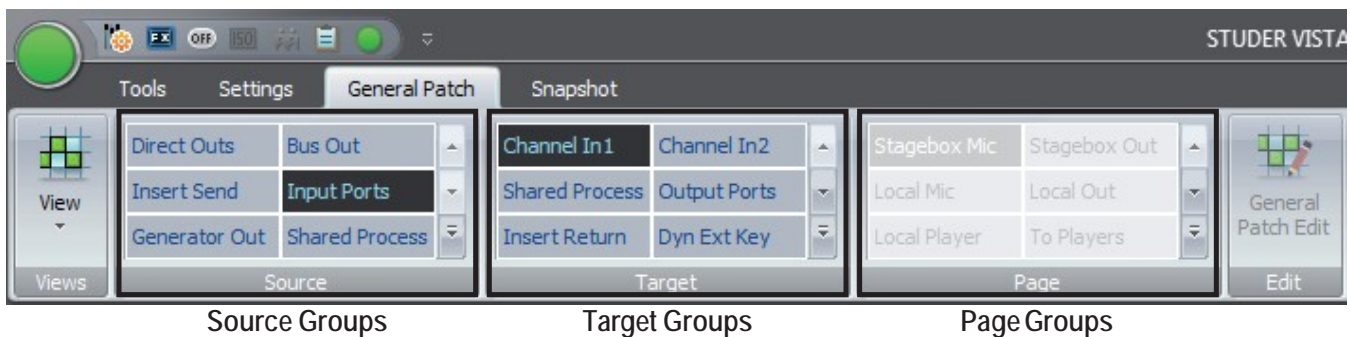 STUDER VISTA
Tools Settings General Patch Snapshot
FX OFF ISO
View
Views
Direct Outs Bus Out
Insert Send Input Ports
Generator Out Shared Process
Source
Channel In1 Channel In2
Shared Process Output Ports
Insert Return Dyn Ext Key
Target
Stagebox Mic Stagebox Out
Local Mic Local Out
Local Player To Players
Page
General
Patch Edit
Edit
Source Groups Target Groups Page Groups